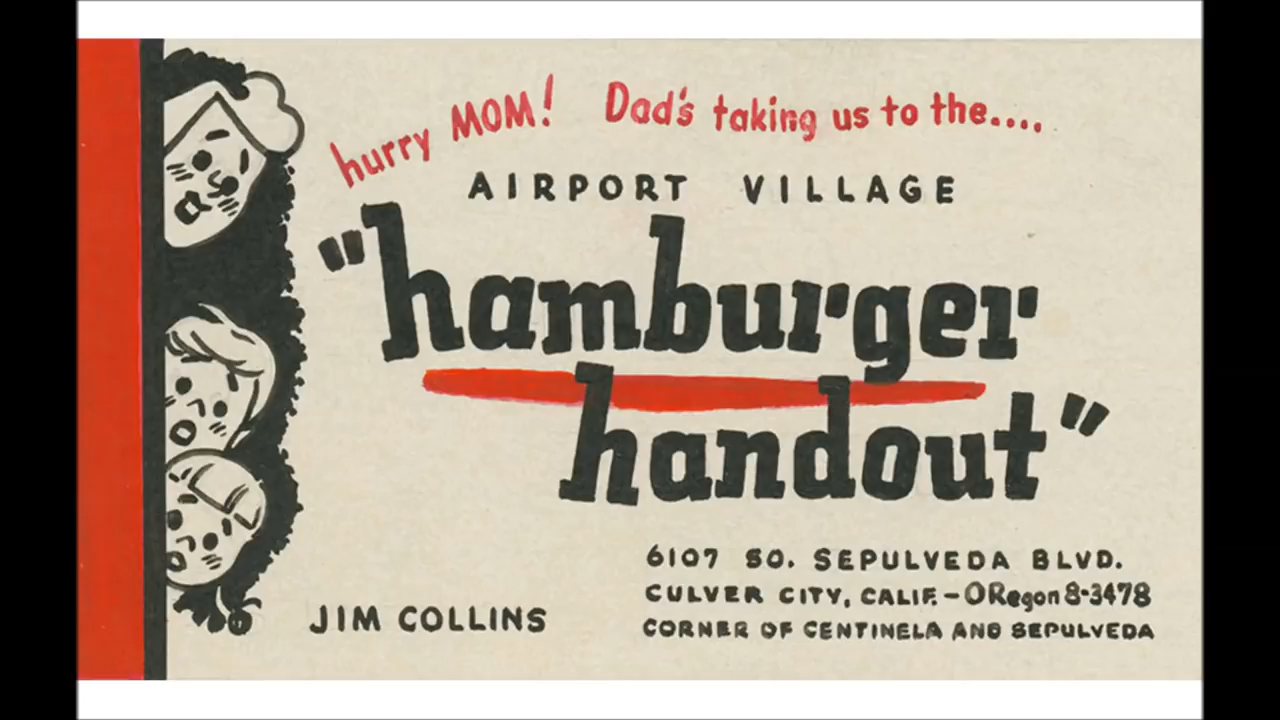 hurry MOM! Dad's taking us to the....
AIRPORT VILLAGE
"hamburger
handout"
6107 SO. SEPULVEDA BLVD.
CULVER CITY, CALIF. - ORegon 8-3478
JIM COLLINS
CORNER OF CENTINELA AND SEPULVEDA